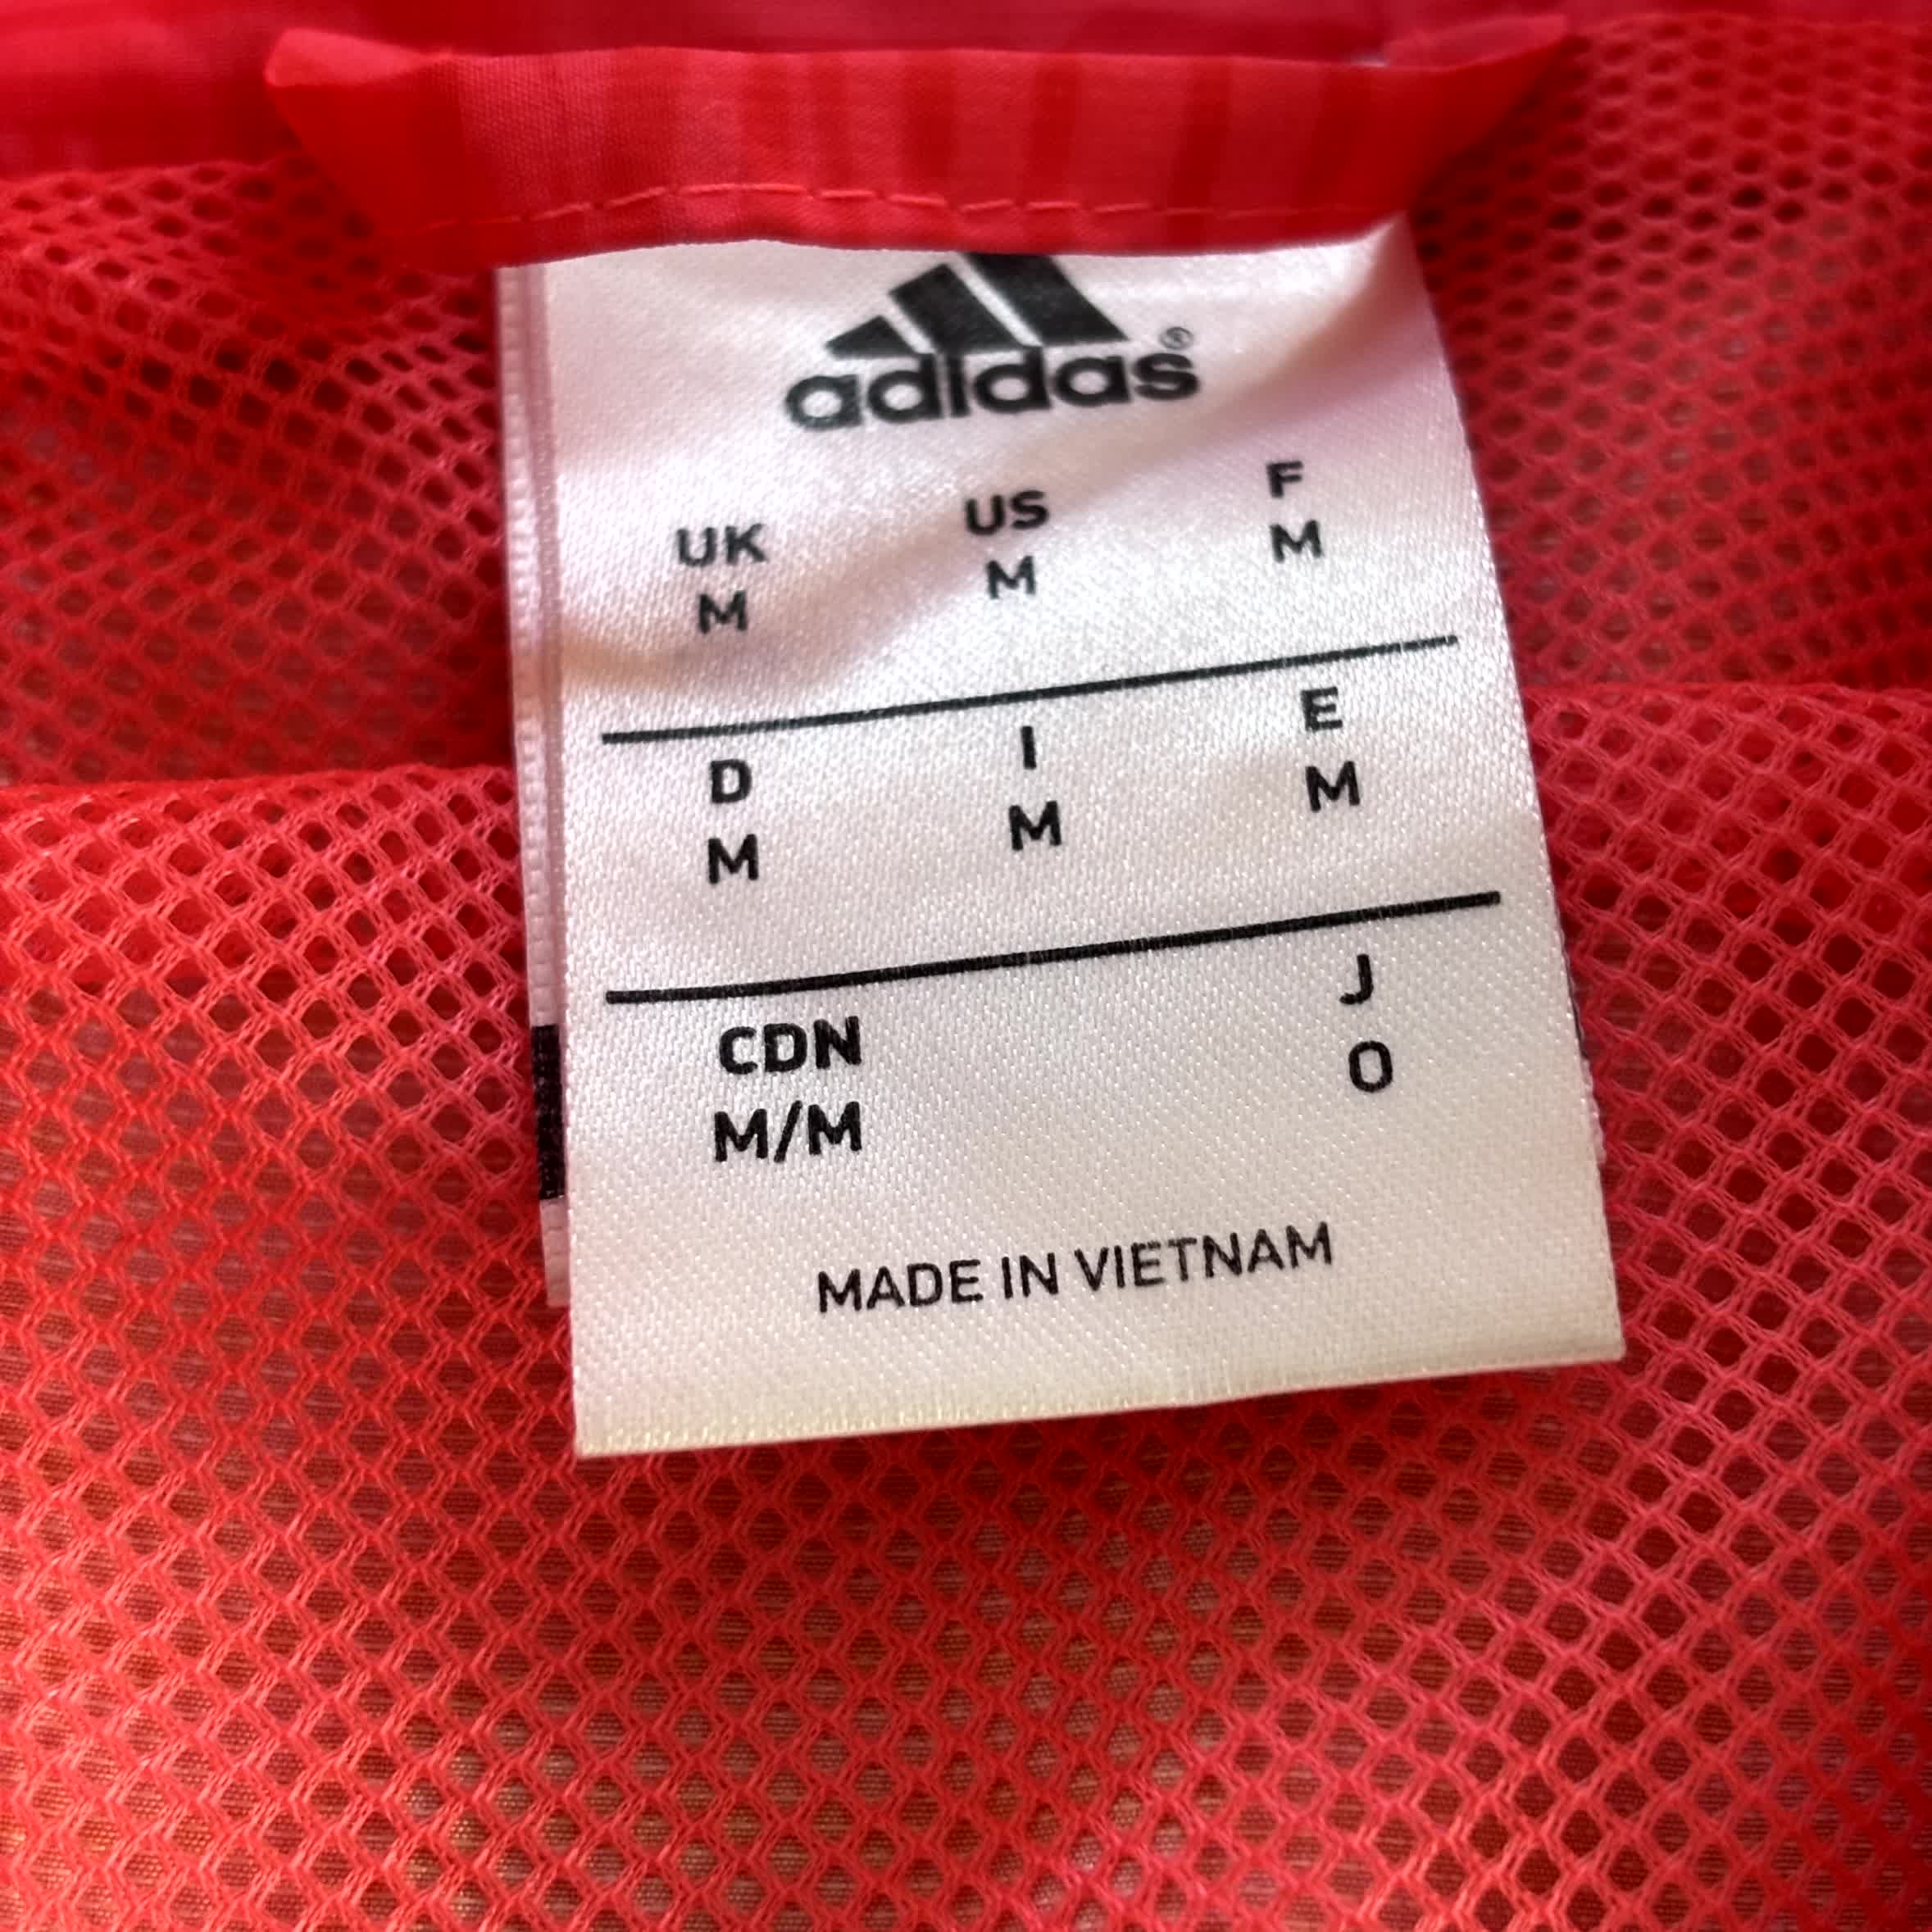 adidas®
UK US F
M M M
D I E
M M M
CDN J
M/M O
MADE IN VIETNAM